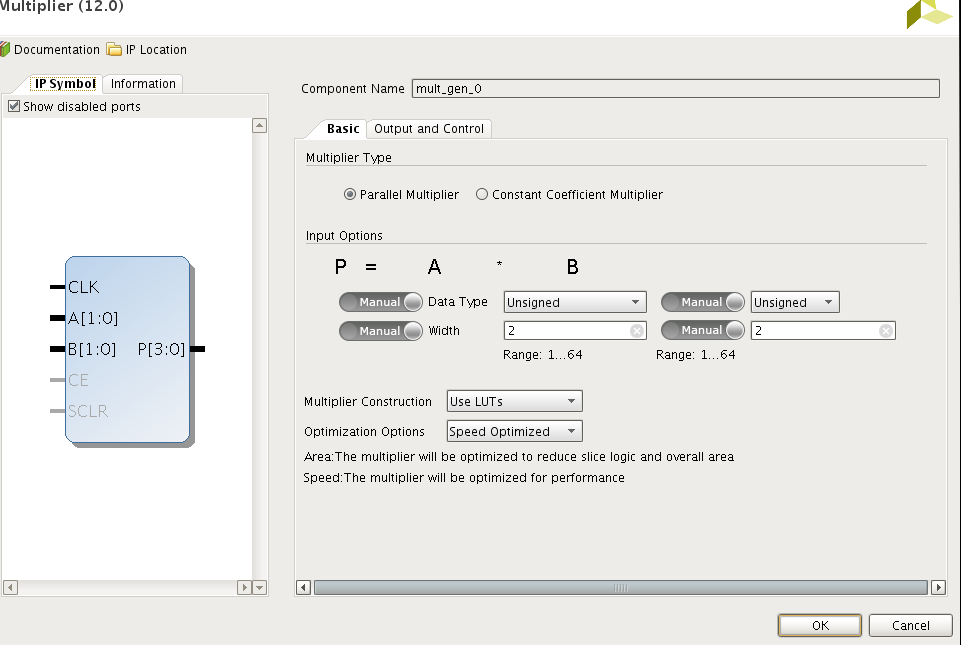 Multiplier (12.0)
Documentation IP Location
IP Symbol Information
Show disabled ports
CLK
A[1:0]
B[1:0] P[3:0]
CE
SCLR
Component Name mult_gen_0
Basic Output and Control
Multiplier Type
Parallel Multiplier Constant Coefficient Multiplier
Input Options
P = A * B
Manual Data Type Unsigned Manual Unsigned
Manual Width 2 Manual 2
Range: 1...64 Range: 1...64
Multiplier Construction Use LUTs
Optimization Options Speed Optimized
Area:The multiplier will be optimized to reduce slice logic and overall area
Speed:The multiplier will be optimized for performance
OK Cancel